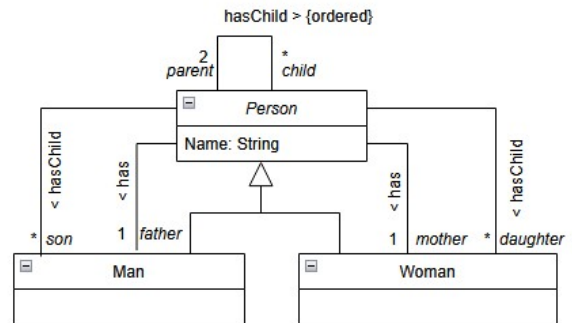 hasChild > {ordered}
2
*
parent
child
Person
Name: String
< hasChild
< has
< has
< hasChild
* son
1 father
1 mother
* daughter
Man
Woman